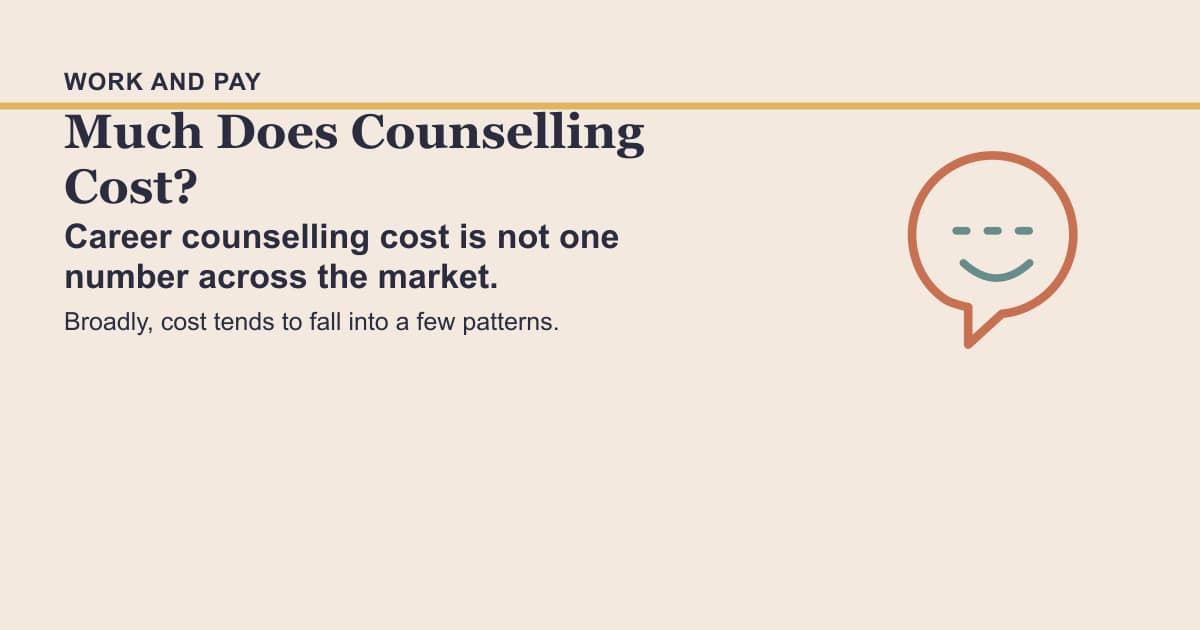 WORK AND PAY
Much Does Counselling
Cost?
Career counselling cost is not one
number across the market.
Broadly, cost tends to fall into a few patterns.